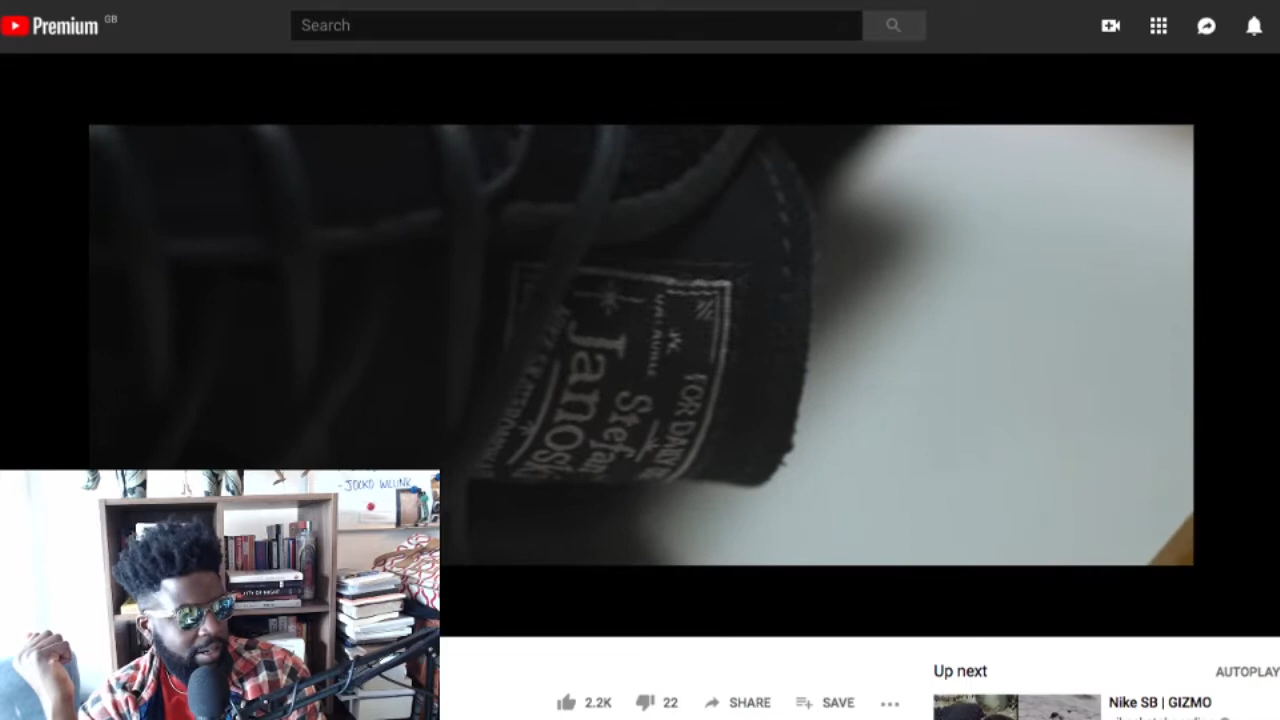 Premium GB
Search
FOR DAILY
Stefan
Janoski
- JOCKO WILLINK
2.2K
22
SHARE
SAVE
Up next
AUTOPLAY
Nike SB | GIZMO